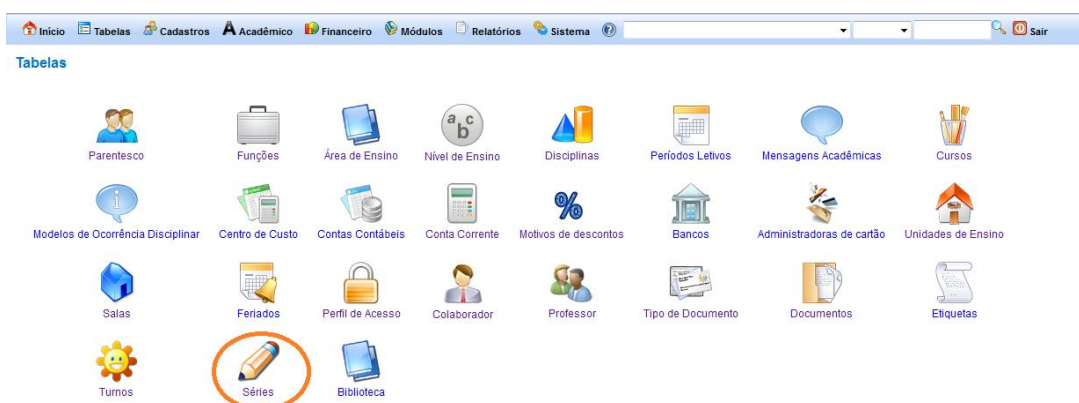 Início Tabelas Cadastros Acadêmico Financeiro Módulos Relatórios Sistema Sair
Tabelas
Parentesco Funções Área de Ensino Nível de Ensino Disciplinas Períodos Letivos Mensagens Acadêmicas Cursos
Modelos de Ocorrência Disciplinar Centro de Custo Contas Contábeis Conta Corrente Motivos de descontos Bancos Administradoras de cartão Unidades de Ensino
Salas Feriados Perfil de Acesso Colaborador Professor Tipo de Documento Documentos Etiquetas
Turnos Séries Biblioteca